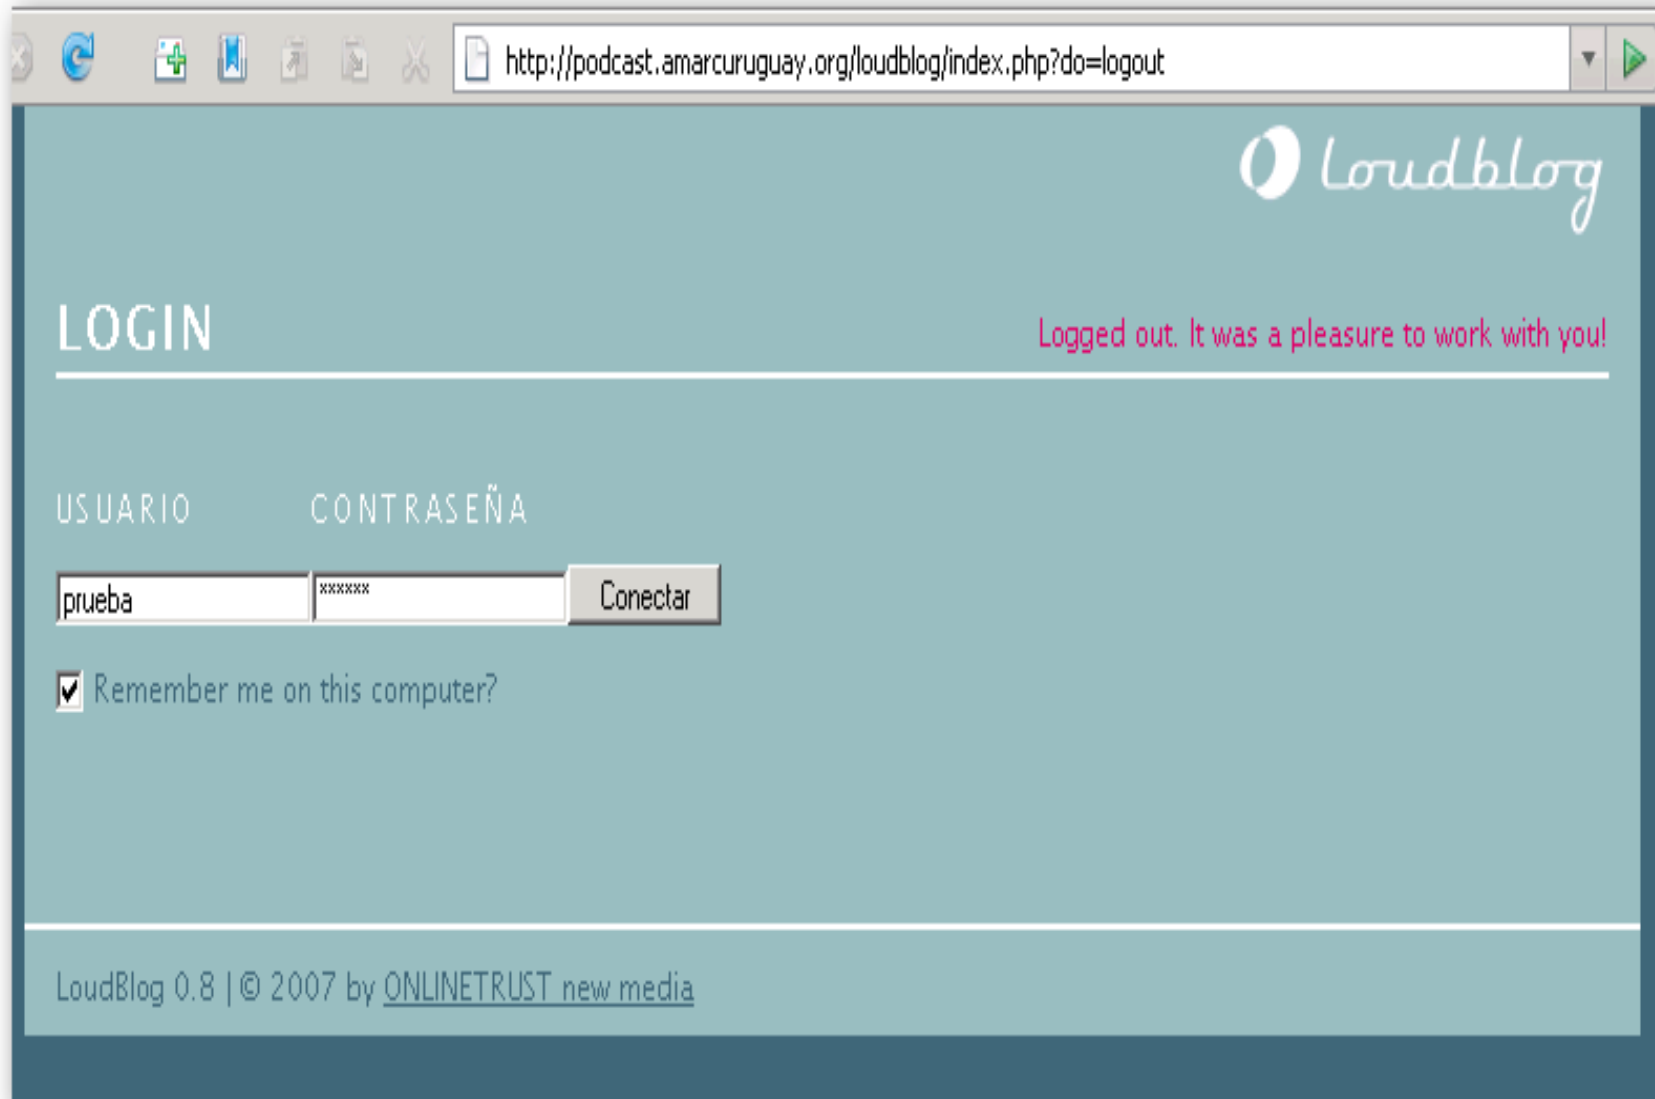 http://podcast.amarcuruguay.org/loudblog/index.php?do=logout
Loudblog
LOGIN
Logged out. It was a pleasure to work with you!
USUARIO CONTRASEÑA
prueba ****** Conectar
Remember me on this computer?
LoudBlog 0.8 | © 2007 by ONLINETRUST new media